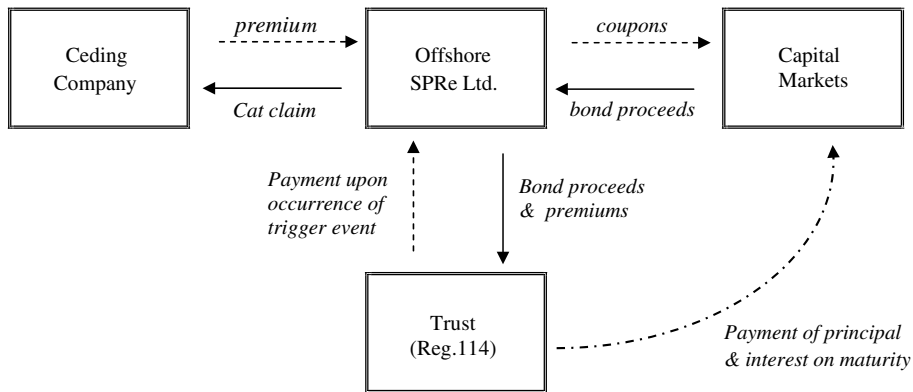 premium
coupons
Ceding
Company
Offshore
SPRe Ltd.
Capital
Markets
Cat claim
bond proceeds
Payment upon
occurrence of
trigger event
Bond proceeds
& premiums
Trust
(Reg.114)
Payment of principal
& interest on maturity